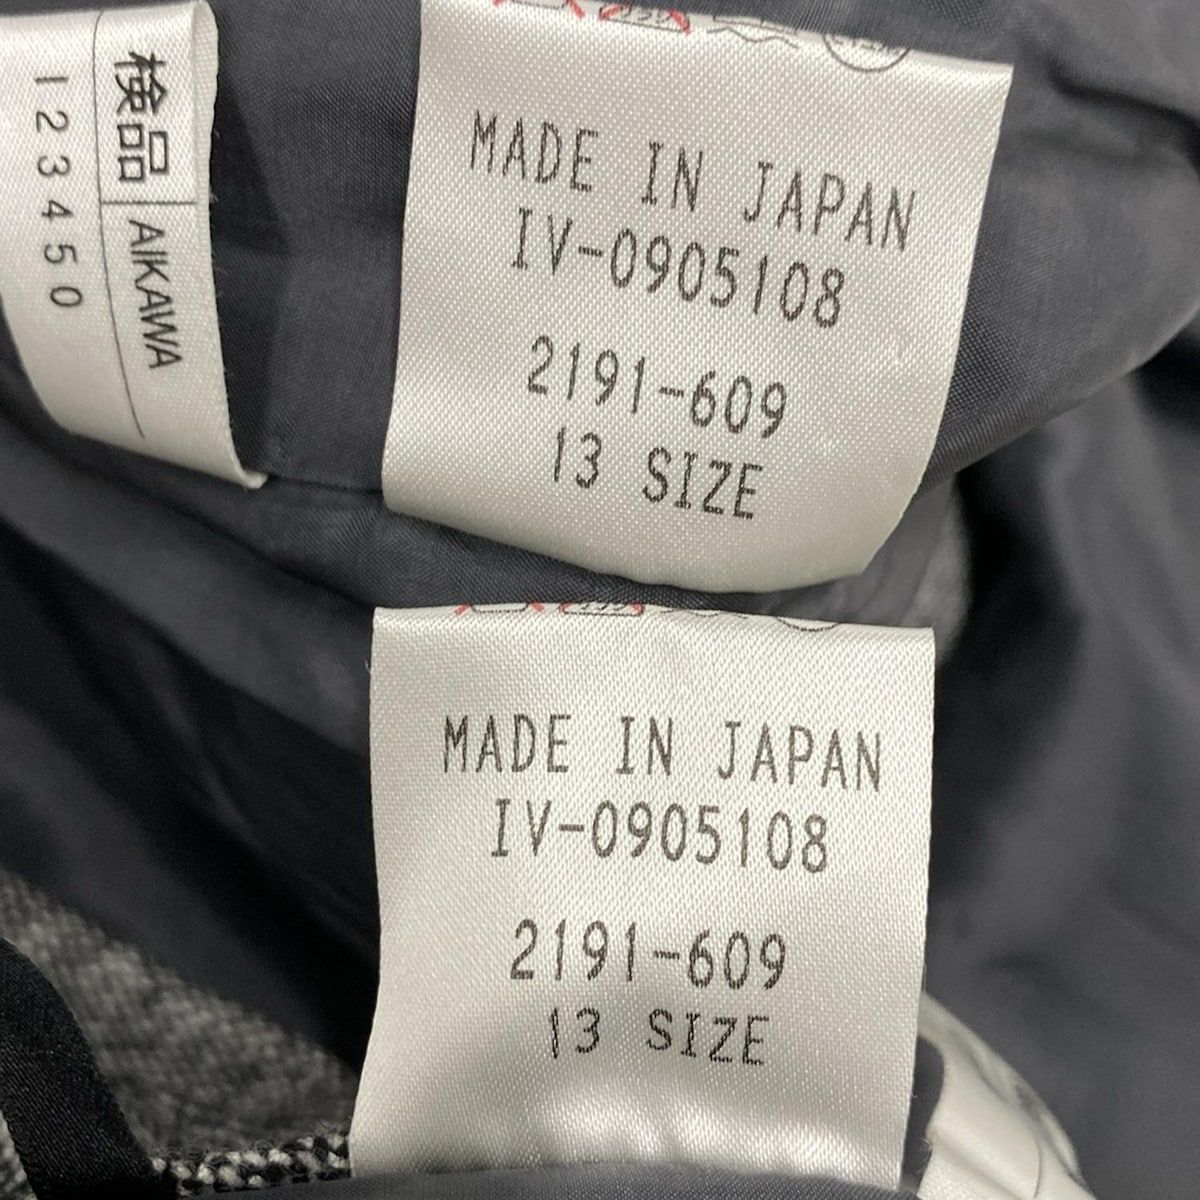 検品 AIKAWA
123450
MADE IN JAPAN
IV-0905108
2191-609
13 SIZE
MADE IN JAPAN
IV-0905108
2191-609
13 SIZE